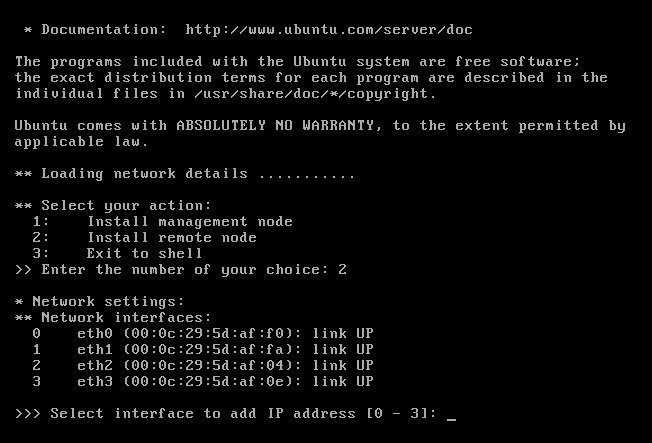 * Documentation:  http://www.ubuntu.com/server/doc
The programs included with the Ubuntu system are free software;
the exact distribution terms for each program are described in the
individual files in /usr/share/doc/*/copyright.
Ubuntu comes with ABSOLUTELY NO WARRANTY, to the extent permitted by
applicable law.
** Loading network details ...........
** Select your action:
1:    Install management node
2:    Install remote node
3:    Exit to shell
>> Enter the number of your choice: 2
* Network settings:
** Network interfaces:
0    eth0 (00:0c:29:5d:af:f0): link UP
1    eth1 (00:0c:29:5d:af:fa): link UP
2    eth2 (00:0c:29:5d:af:04): link UP
3    eth3 (00:0c:29:5d:af:0e): link UP
>>> Select interface to add IP address [0 - 3]: _